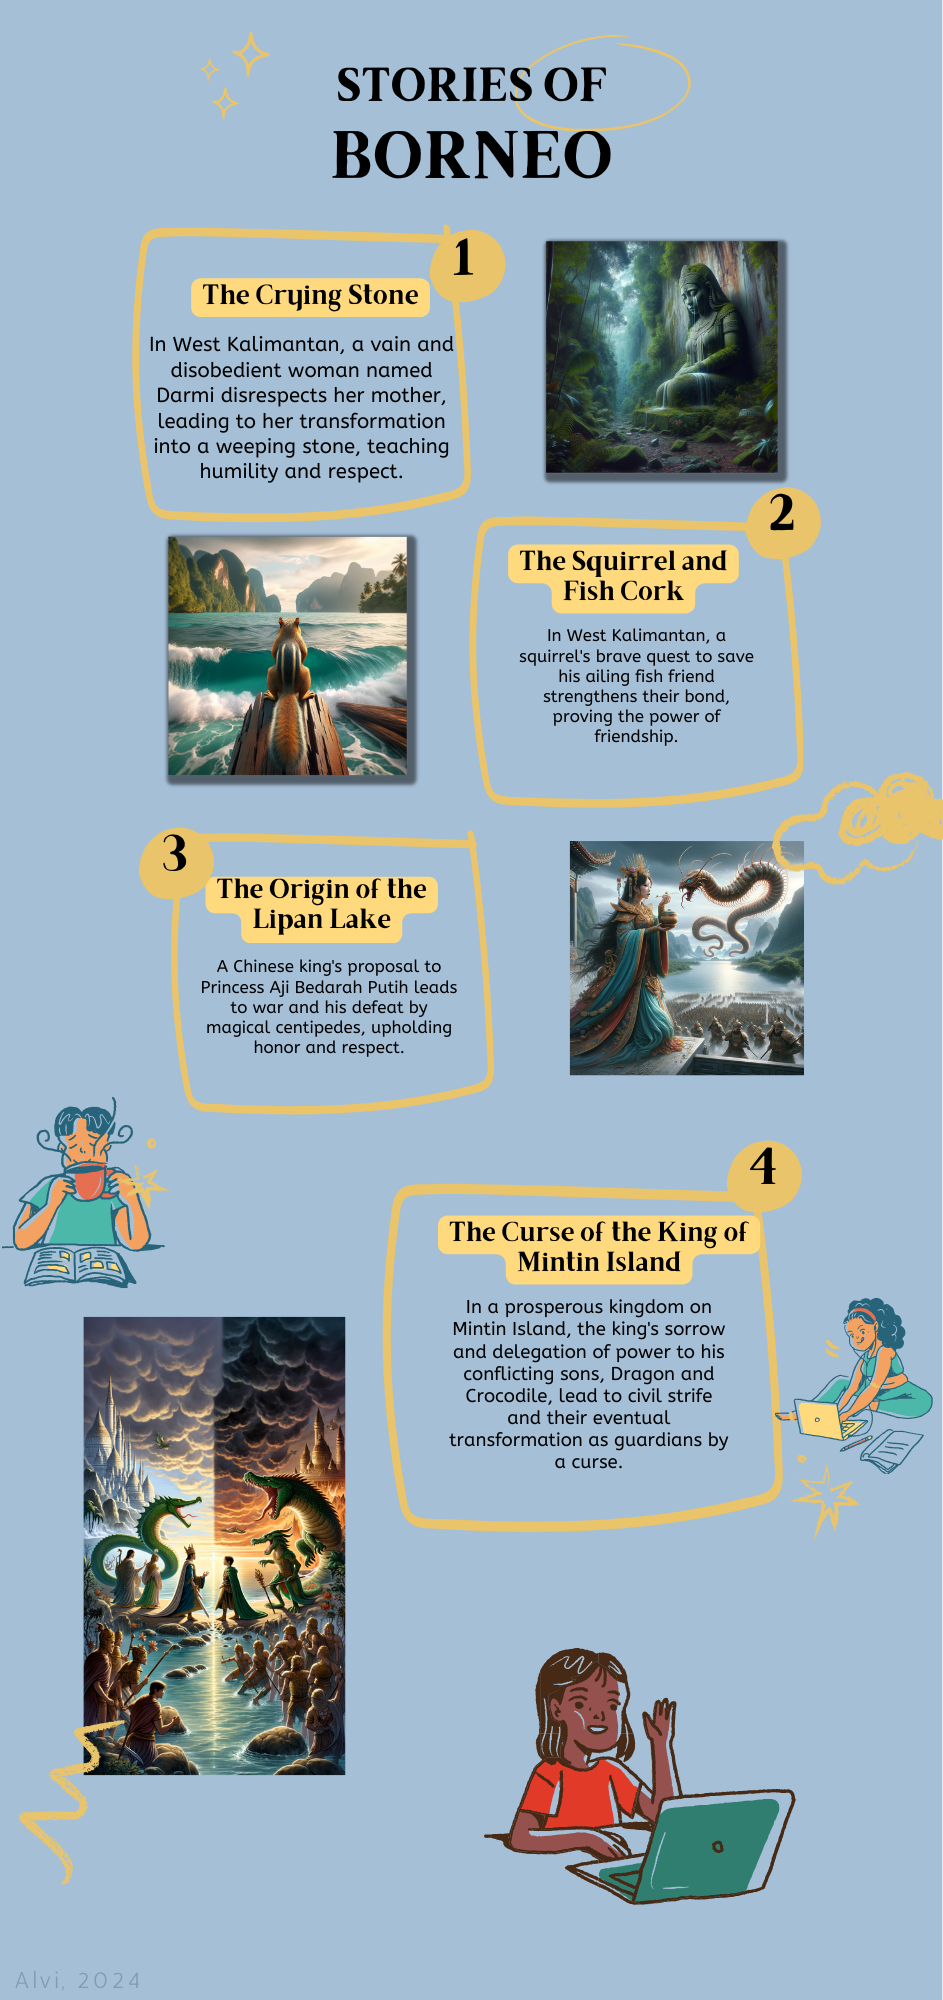 STORIES OF
BORNEO
1
The Crying Stone
In West Kalimantan, a vain and
disobedient woman named
Darmi disrespects her mother,
leading to her transformation
into a weeping stone, teaching
humility and respect.
2
The Squirrel and
Fish Cork
In West Kalimantan, a
squirrel's brave quest to save
his ailing fish friend
strengthens their bond,
proving the power of
friendship.
3
The Origin of the
Lipan Lake
A Chinese king's proposal to
Princess Aji Bedarah Putih leads
to war and his defeat by
magical centipedes, upholding
honor and respect.
4
The Curse of the King of
Mintin Island
In a prosperous kingdom on
Mintin Island, the king's sorrow
and delegation of power to his
conflicting sons, Dragon and
Crocodile, lead to civil strife
and their eventual
transformation as guardians by
a curse.
Alvi, 2024